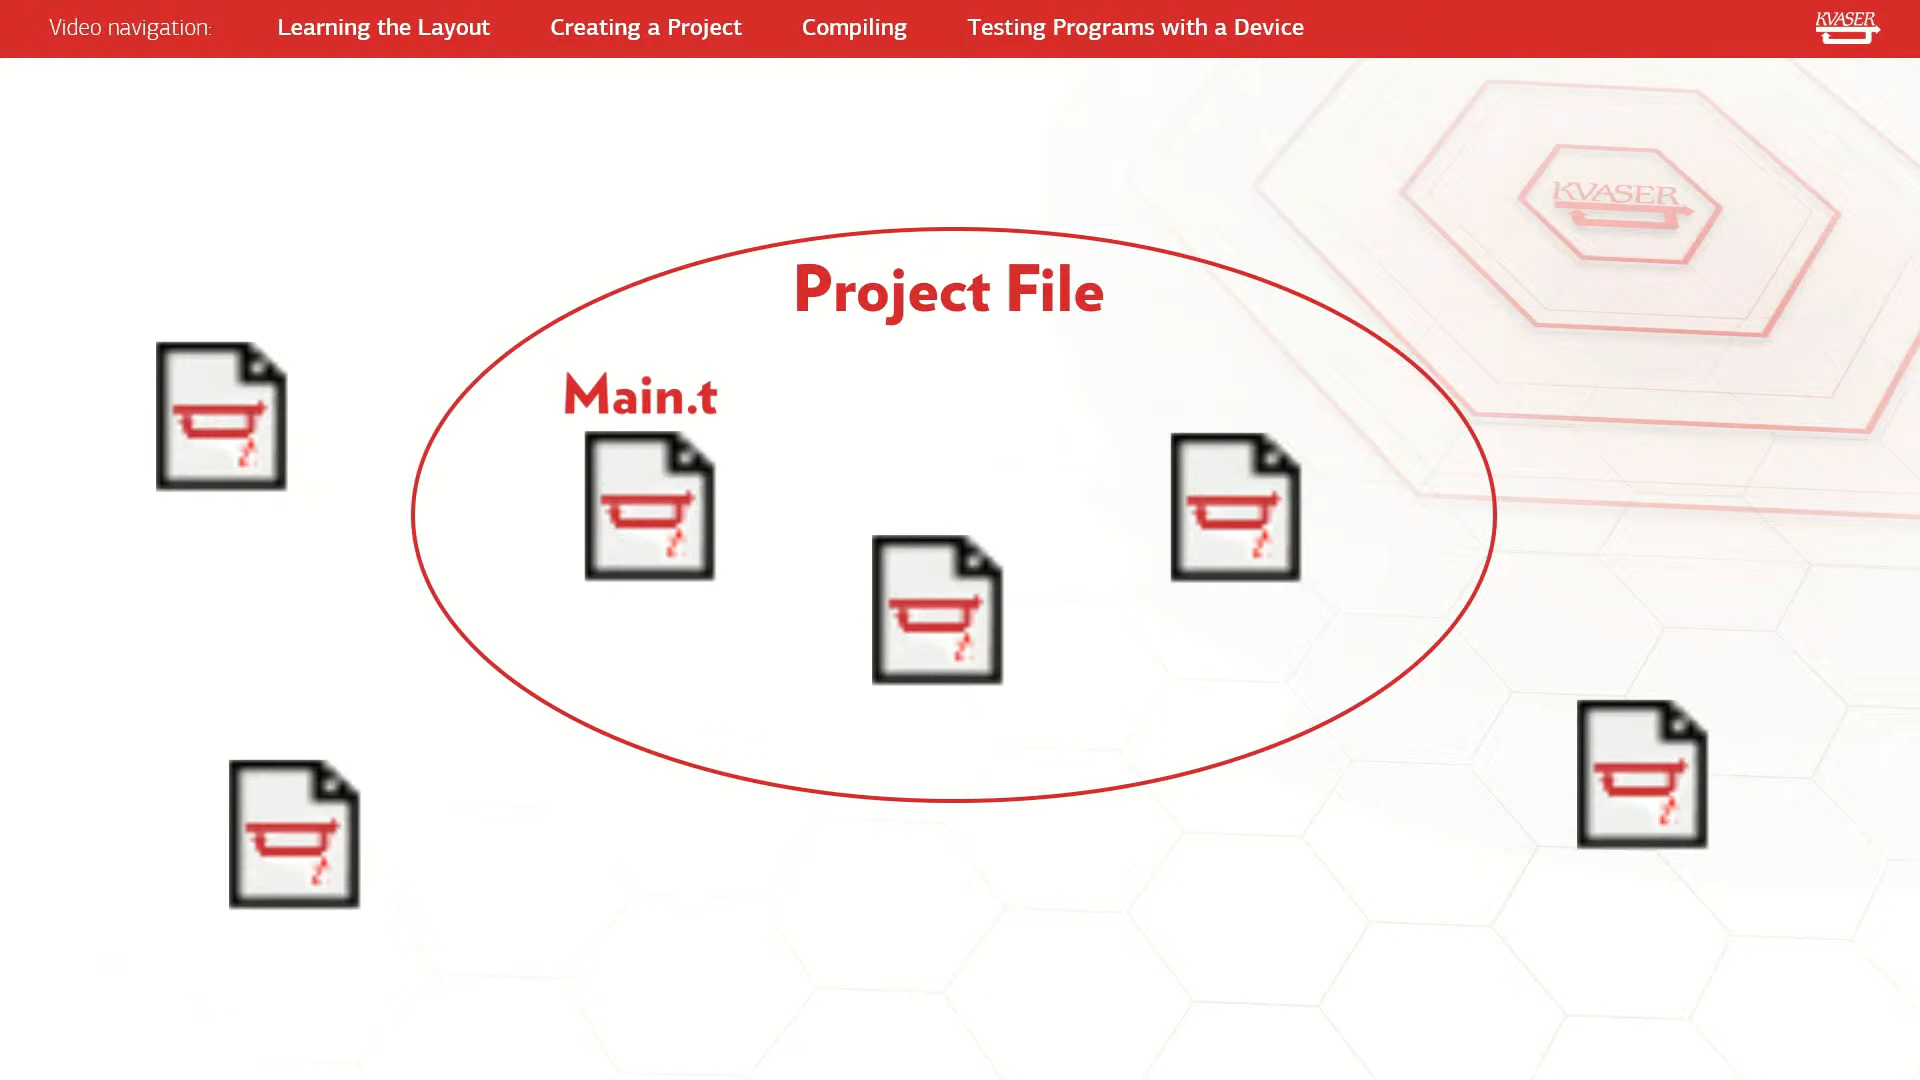 Video navigation: Learning the Layout Creating a Project Compiling Testing Programs with a Device KVASER
KVASER
Project File
Main.t